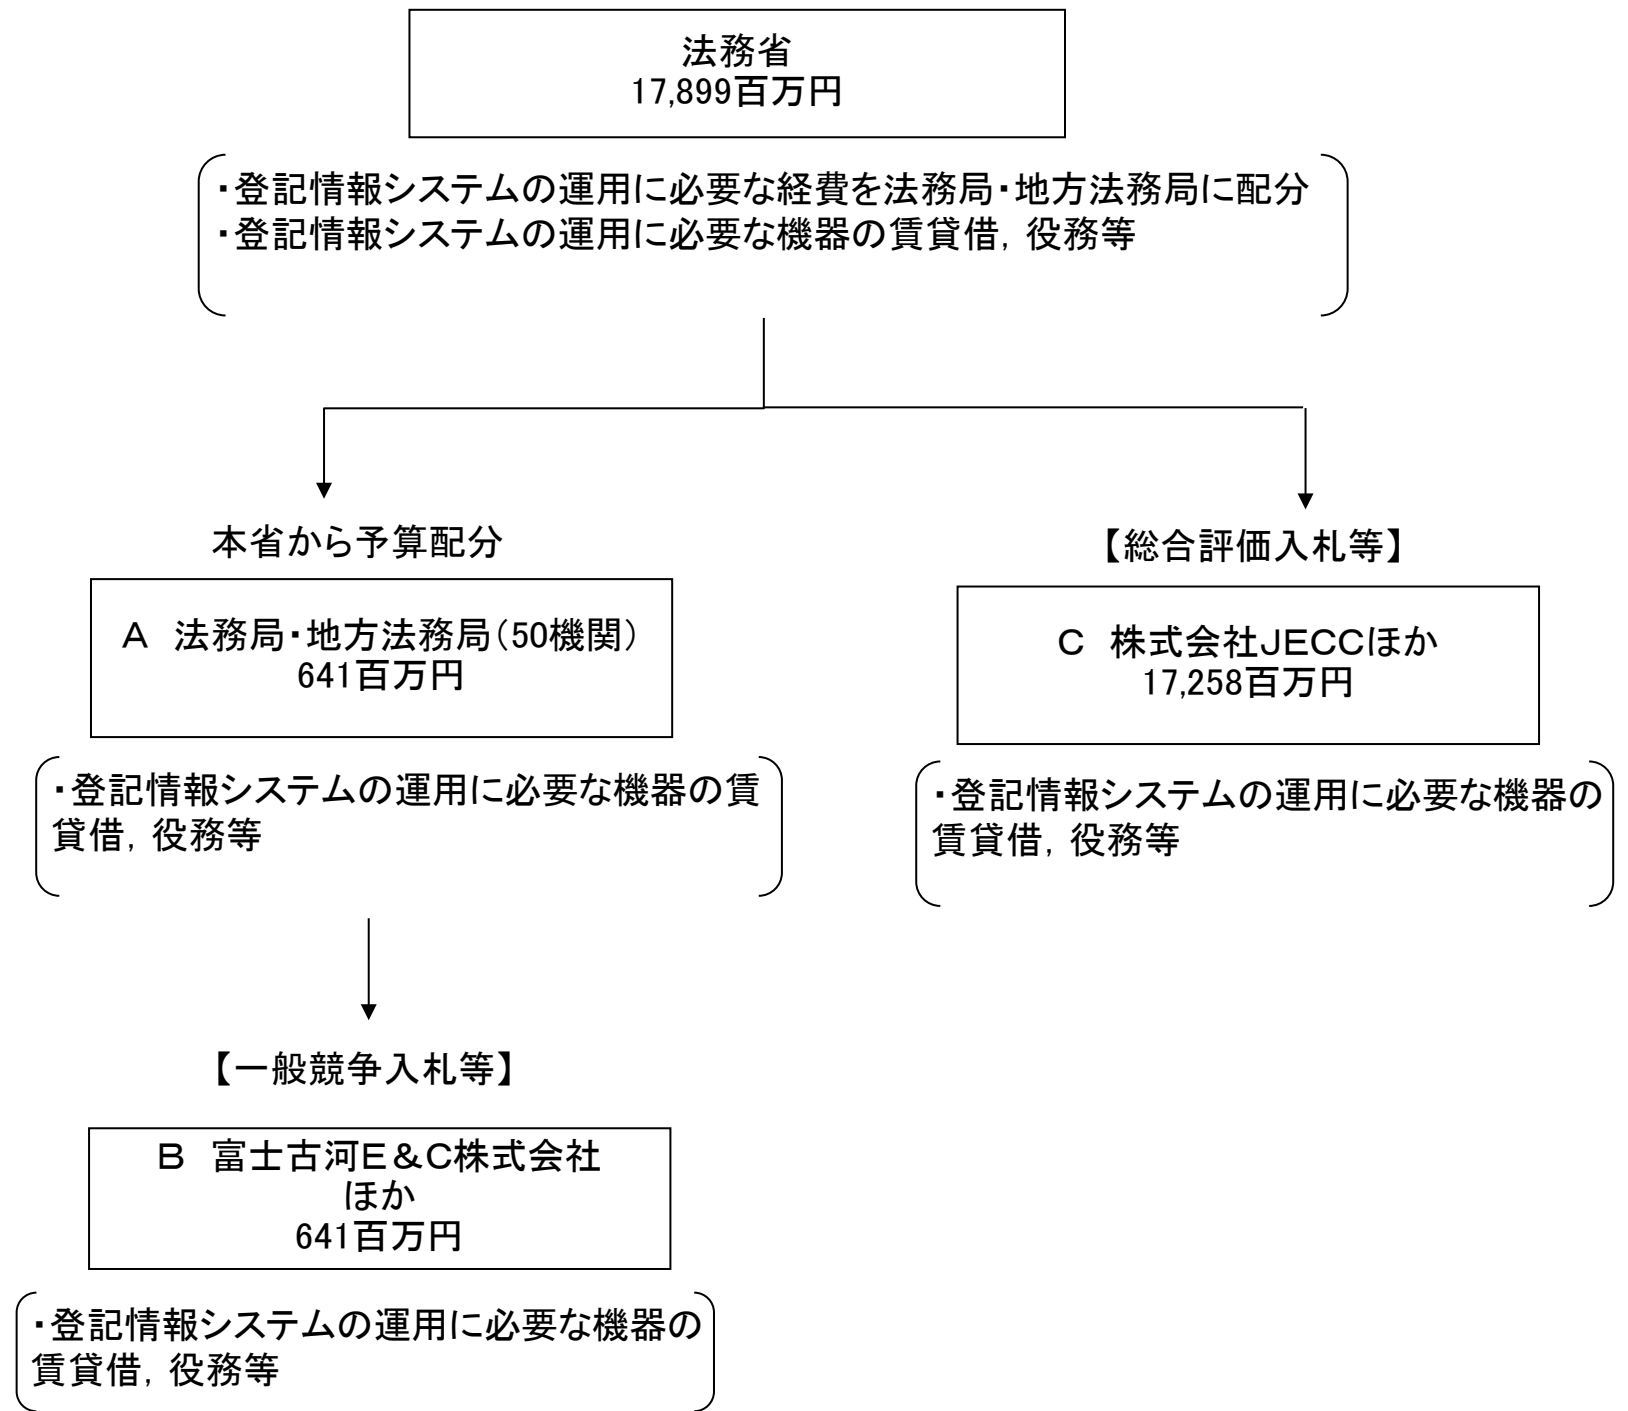 法務省
17,899百万円
・登記情報システムの運用に必要な経費を法務局・地方法務局に配分
・登記情報システムの運用に必要な機器の賃貸借，役務等
本省から予算配分
A　法務局・地方法務局（50機関）
641百万円
・登記情報システムの運用に必要な機器の賃
貸借，役務等
【総合評価入札等】
C　株式会社JECCほか
17,258百万円
・登記情報システムの運用に必要な機器の
賃貸借，役務等
【一般競争入札等】
B　富士古河E＆C株式会社
ほか
641百万円
・登記情報システムの運用に必要な機器の
賃貸借，役務等